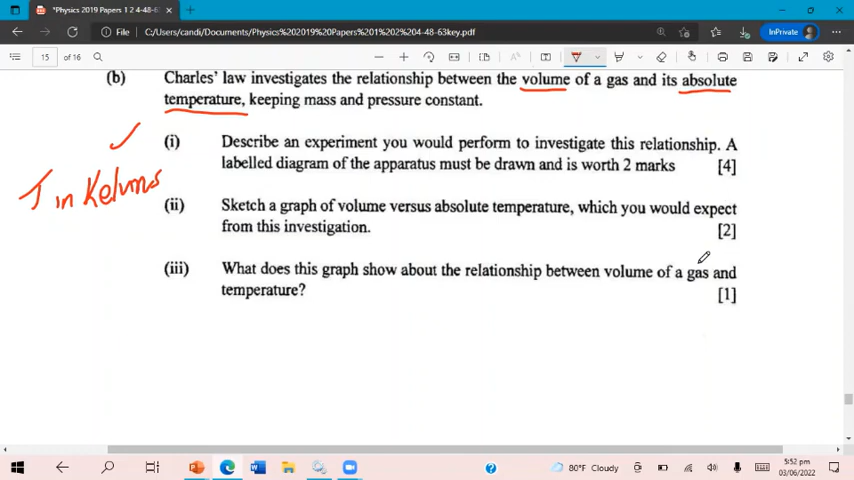 *Physics 2019 Papers 1 2 4-48-63
File
C:/Users/candi/Documents/Physics%202019%20Papers%201%202%204-48-63key.pdf
InPrivate
15 of 16
(b) Charles' law investigates the relationship between the volume of a gas and its absolute
temperature, keeping mass and pressure constant.
(i) Describe an experiment you would perform to investigate this relationship. A
labelled diagram of the apparatus must be drawn and is worth 2 marks [4]
T in Kelvins
(ii) Sketch a graph of volume versus absolute temperature, which you would expect
from this investigation. [2]
(iii) What does this graph show about the relationship between volume of a gas and
temperature? [1]
80°F Cloudy
5:52 pm
03/06/2022